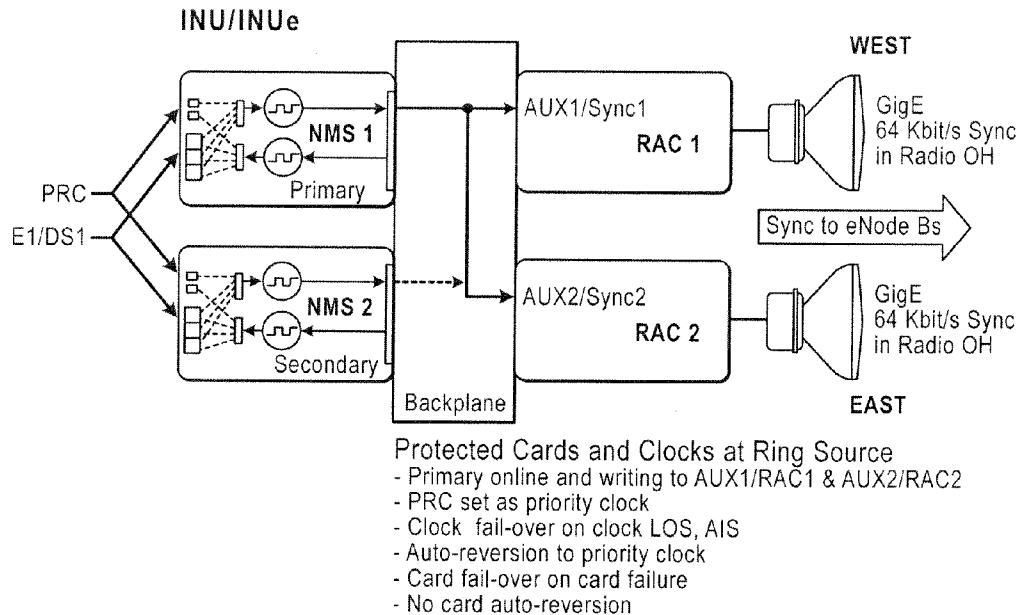 INU/INUe
WEST
AUX1/Sync1
GigE
64 Kbit/s Sync
in Radio OH
NMS 1
RAC 1
Primary
PRC
E1/DS1
Sync to eNode Bs
NMS 2
AUX2/Sync2
GigE
64 Kbit/s Sync
in Radio OH
RAC 2
Secondary
Backplane
EAST
Protected Cards and Clocks at Ring Source
- Primary online and writing to AUX1/RAC1 & AUX2/RAC2
- PRC set as priority clock
- Clock fail-over on clock LOS, AIS
- Auto-reversion to priority clock
- Card fail-over on card failure
- No card auto-reversion